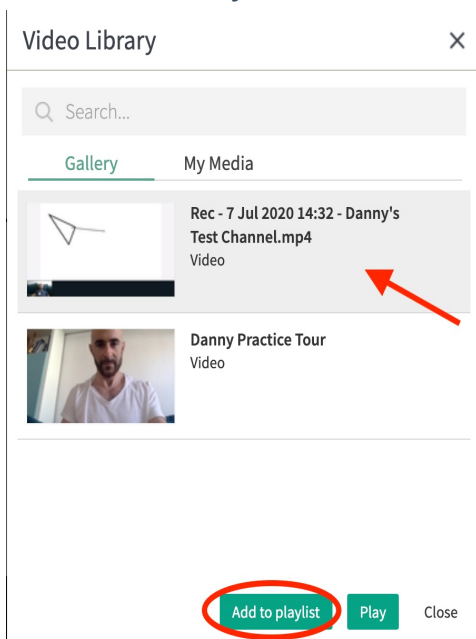 Video Library
Search...
Gallery My Media
Rec - 7 Jul 2020 14:32 - Danny's
Test Channel.mp4
Video
Danny Practice Tour
Video
Add to playlist Play Close